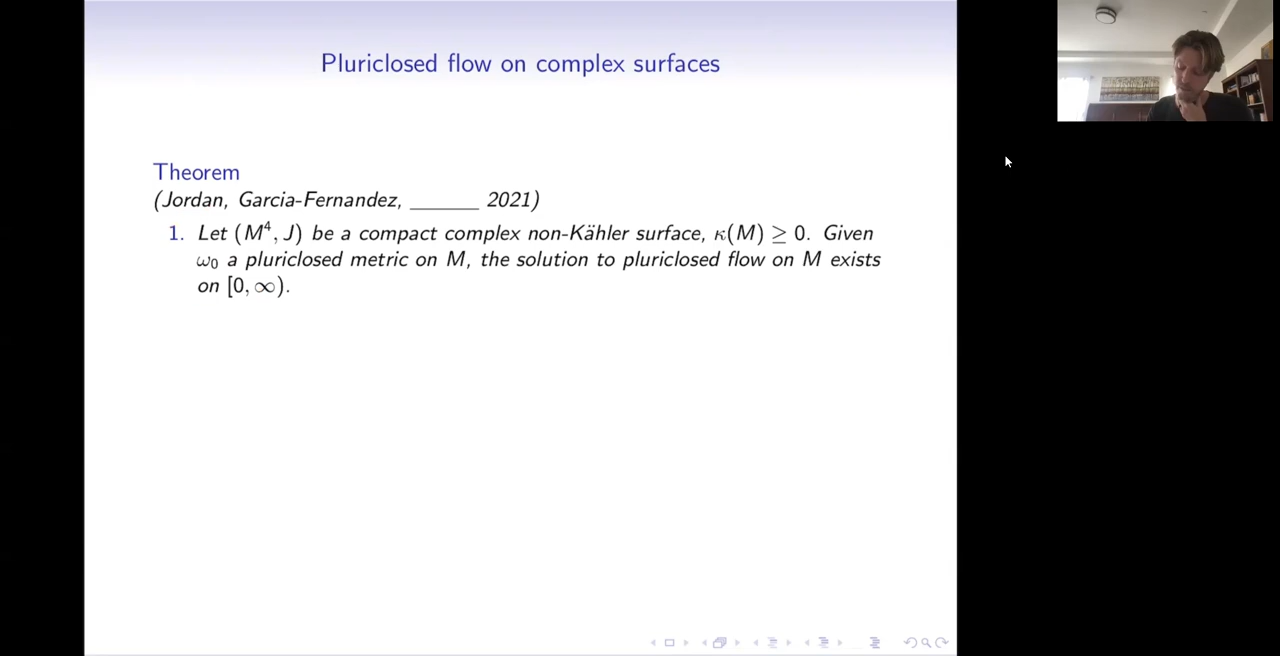 Pluriclosed flow on complex surfaces
Theorem
(Jordan, Garcia-Fernandez, ______ 2021)
1. Let (M⁴, J) be a compact complex non-Kähler surface, κ(M) ≥ 0. Given
ω₀ a pluriclosed metric on M, the solution to pluriclosed flow on M exists
on [0, ∞).